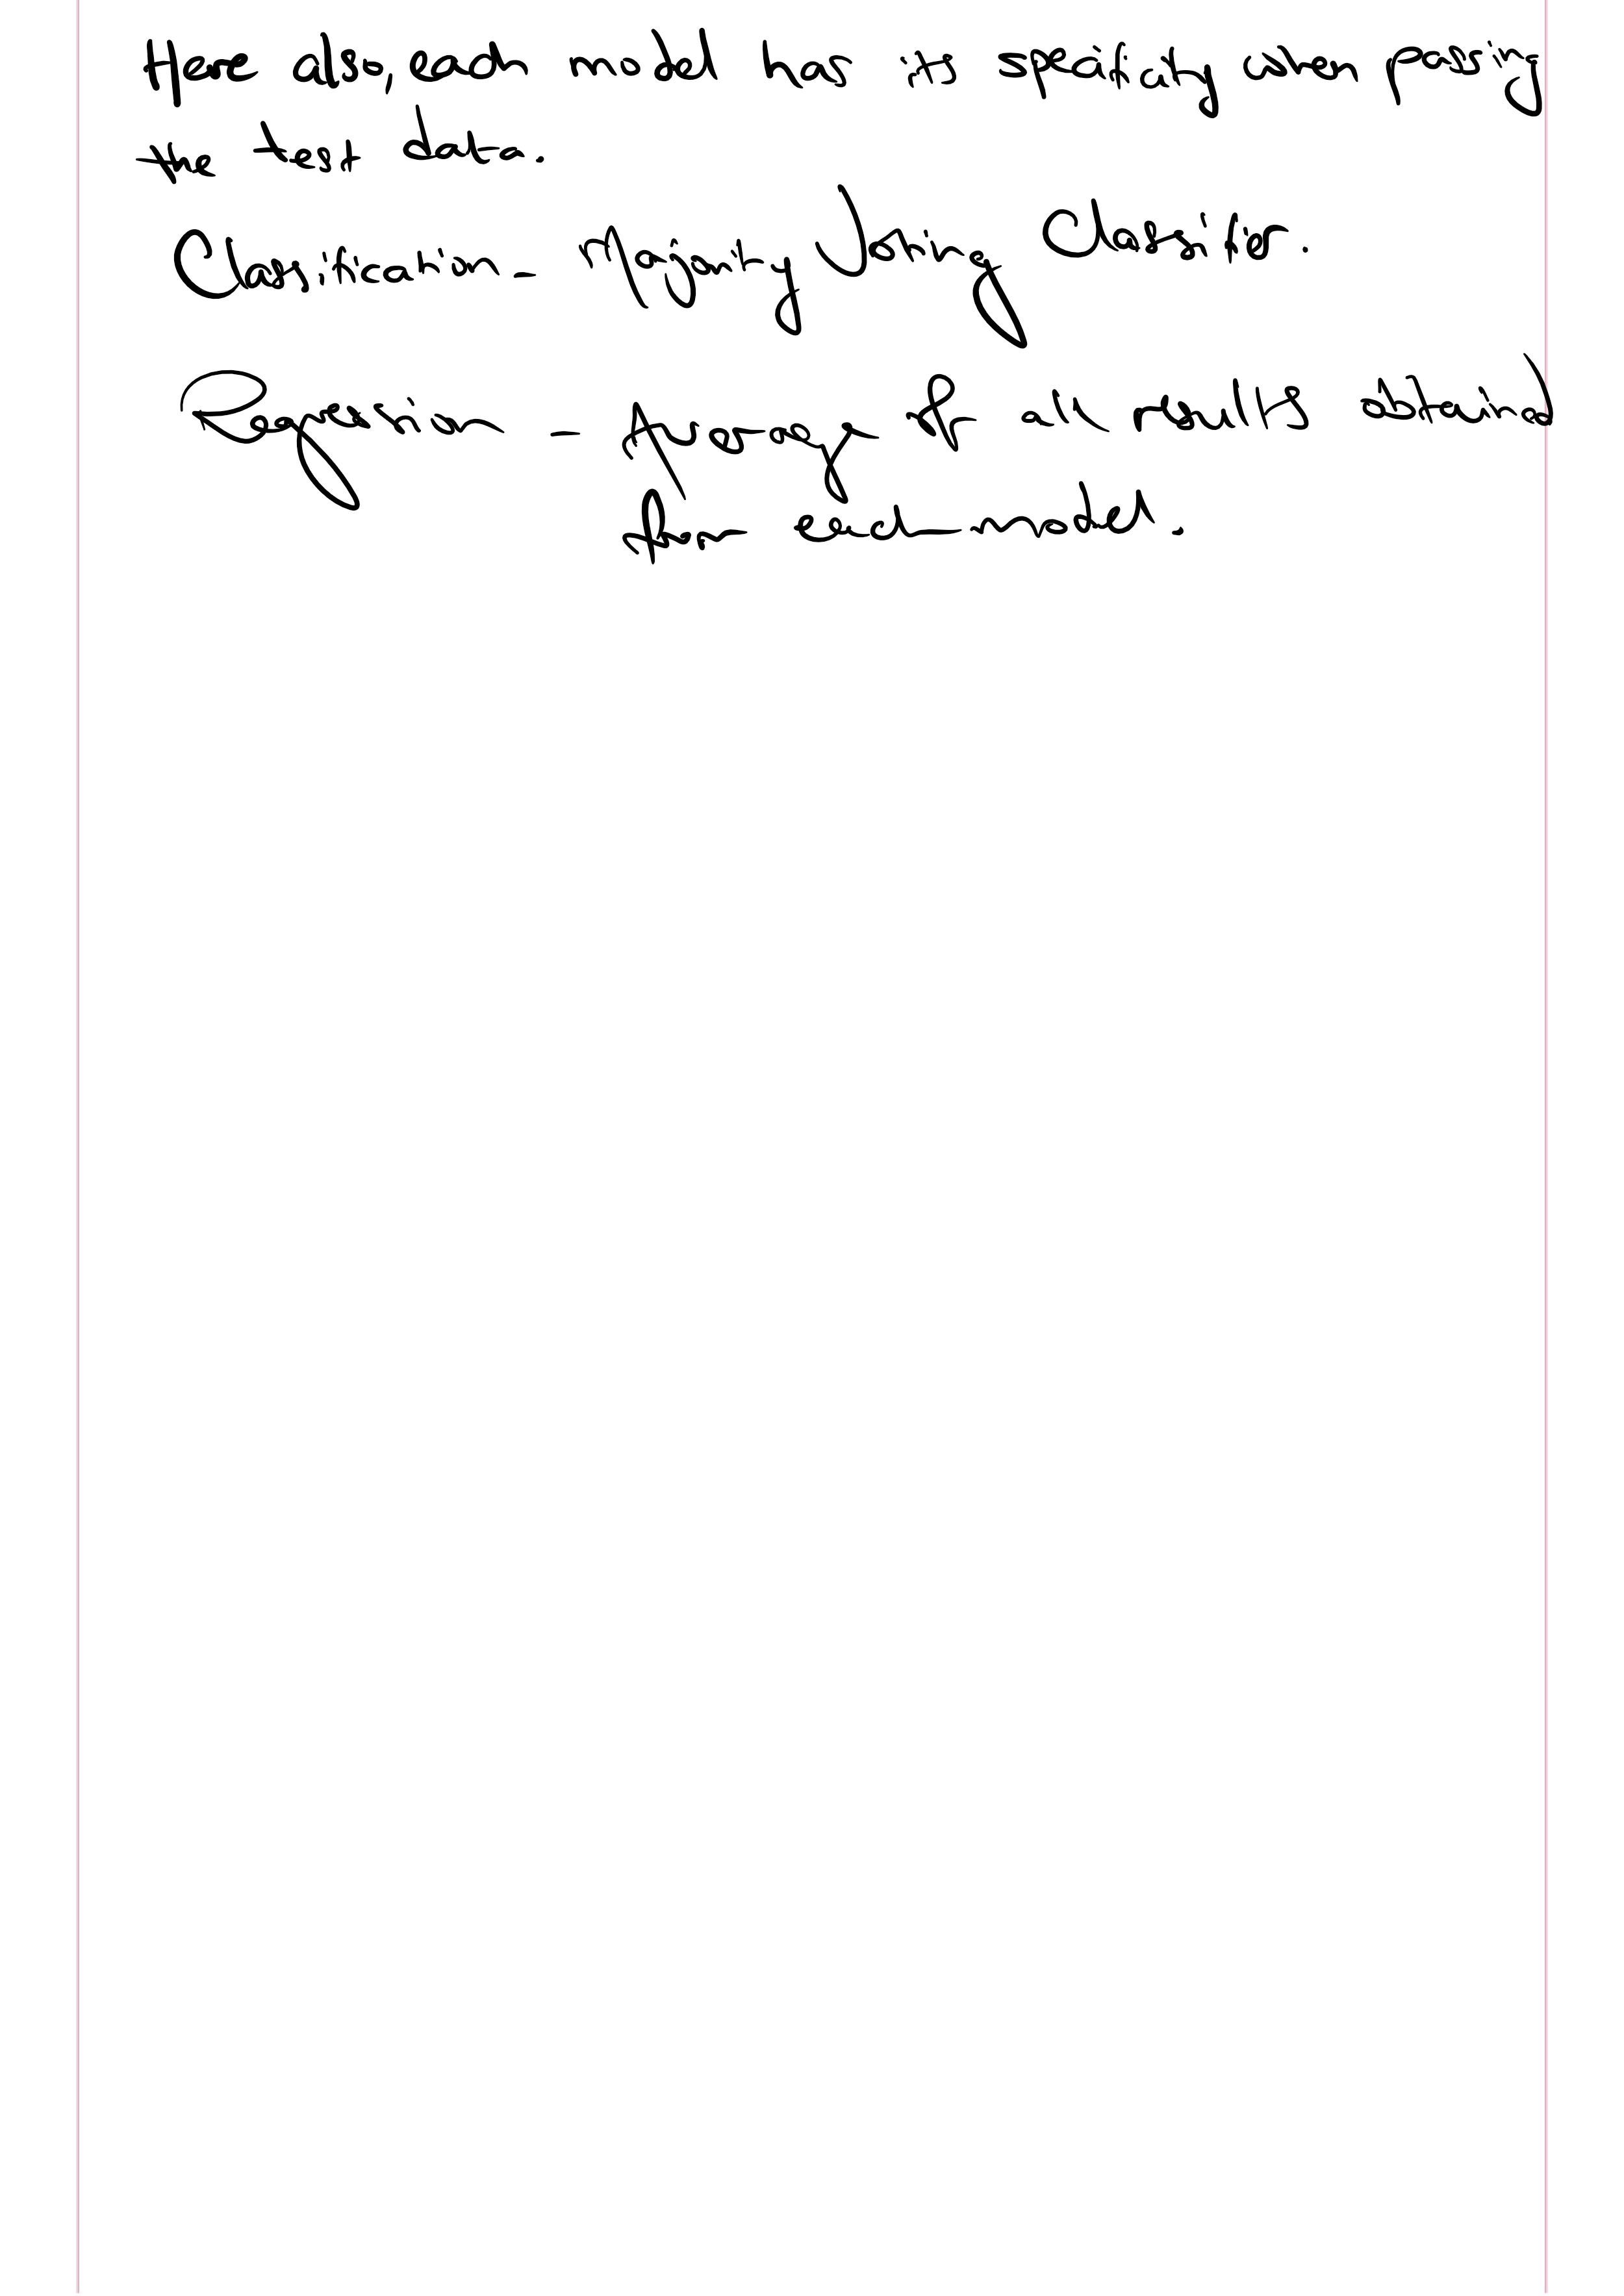 Here also, each model has its speciality when passing
the test data.
Classification - Majority Voting Classifier.
Regression - Average of all results obtained
from each model.